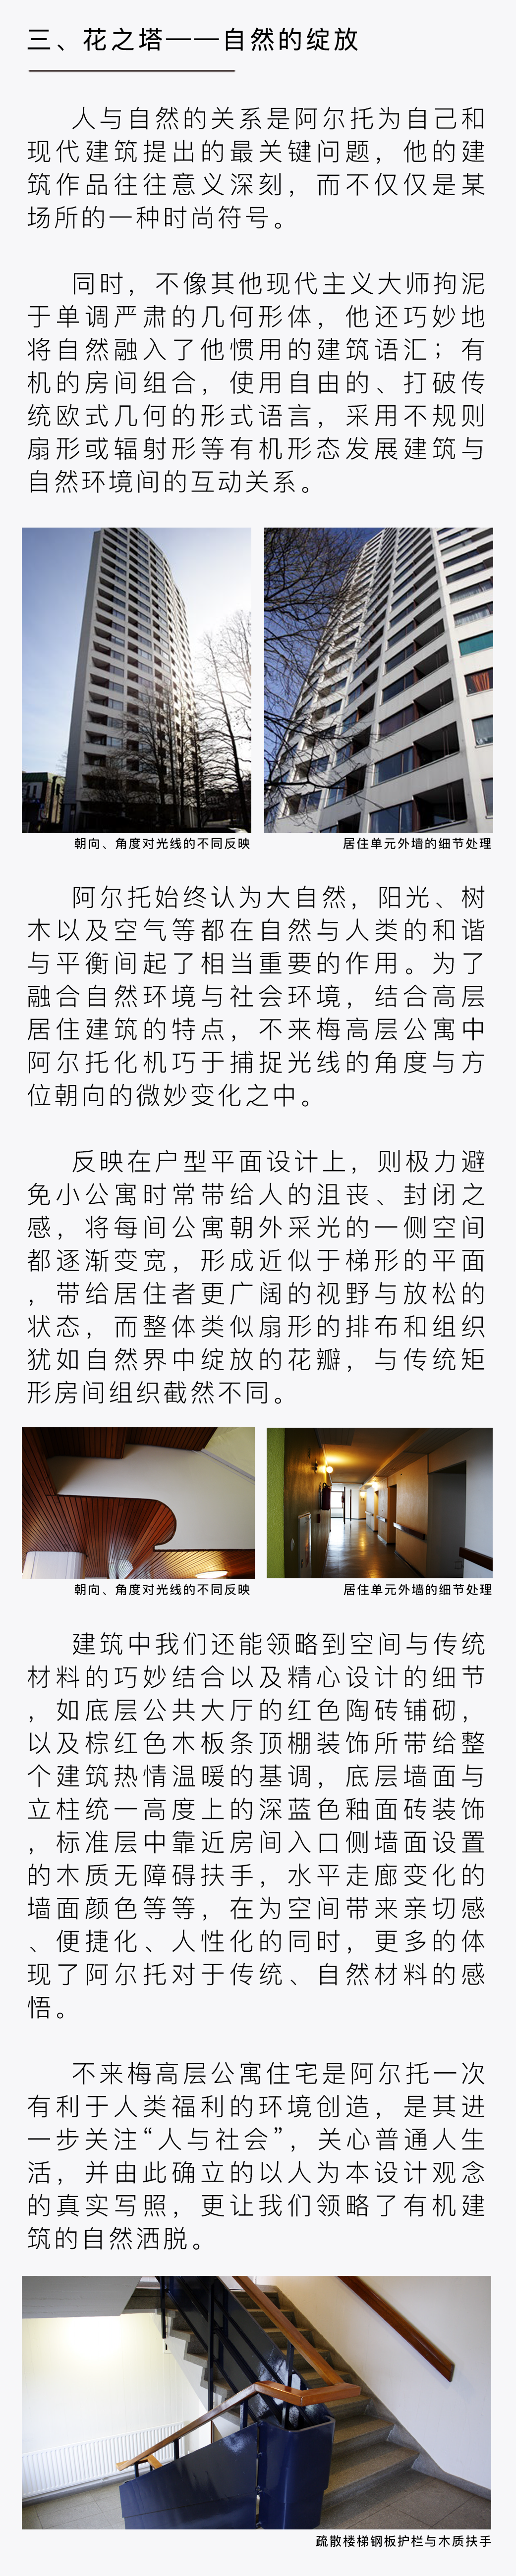 三、花之塔——自然的绽放
人与自然的关系是阿尔托为自己和
现代建筑提出的最关键问题，他的建
筑作品往往意义深刻，而不仅仅是某
场所的一种时尚符号。
同时，不像其他现代主义大师拘泥
于单调严肃的几何形体，他还巧妙地
将自然融入了他惯用的建筑语汇；有
机的房间组合，使用自由的、打破传
统欧式几何的形式语言，采用不规则
扇形或辐射形等有机形态发展建筑与
自然环境间的互动关系。
朝向、角度对光线的不同反映
居住单元外墙的细节处理
阿尔托始终认为大自然，阳光、树
木以及空气等都在自然与人类的和谐
与平衡间起了相当重要的作用。为了
融合自然环境与社会环境，结合高层
居住建筑的特点，不来梅高层公寓中
阿尔托化机巧于捕捉光线的角度与方
位朝向的微妙变化之中。
反映在户型平面设计上，则极力避
免小公寓时常带给人的沮丧、封闭之
感，将每间公寓朝外采光的一侧空间
都逐渐变宽，形成近似于梯形的平面
，带给居住者更广阔的视野与放松的
状态，而整体类似扇形的排布和组织
犹如自然界中绽放的花瓣，与传统矩
形房间组织截然不同。
朝向、角度对光线的不同反映
居住单元外墙的细节处理
建筑中我们还能领略到空间与传统
材料的巧妙结合以及精心设计的细节
，如底层公共大厅的红色陶砖铺砌，
以及棕红色木板条顶棚装饰所带给整
个建筑热情温暖的基调，底层墙面与
立柱统一高度上的深蓝色釉面砖装饰
，标准层中靠近房间入口侧墙面设置
的木质无障碍扶手，水平走廊变化的
墙面颜色等等，在为空间带来亲切感
、便捷化、人性化的同时，更多的体
现了阿尔托对于传统、自然材料的感
悟。
不来梅高层公寓住宅是阿尔托一次
有利于人类福利的环境创造，是其进
一步关注“人与社会”，关心普通人生
活，并由此确立的以人为本设计观念
的真实写照，更让我们领略了有机建
筑的自然洒脱。
疏散楼梯钢板护栏与木质扶手